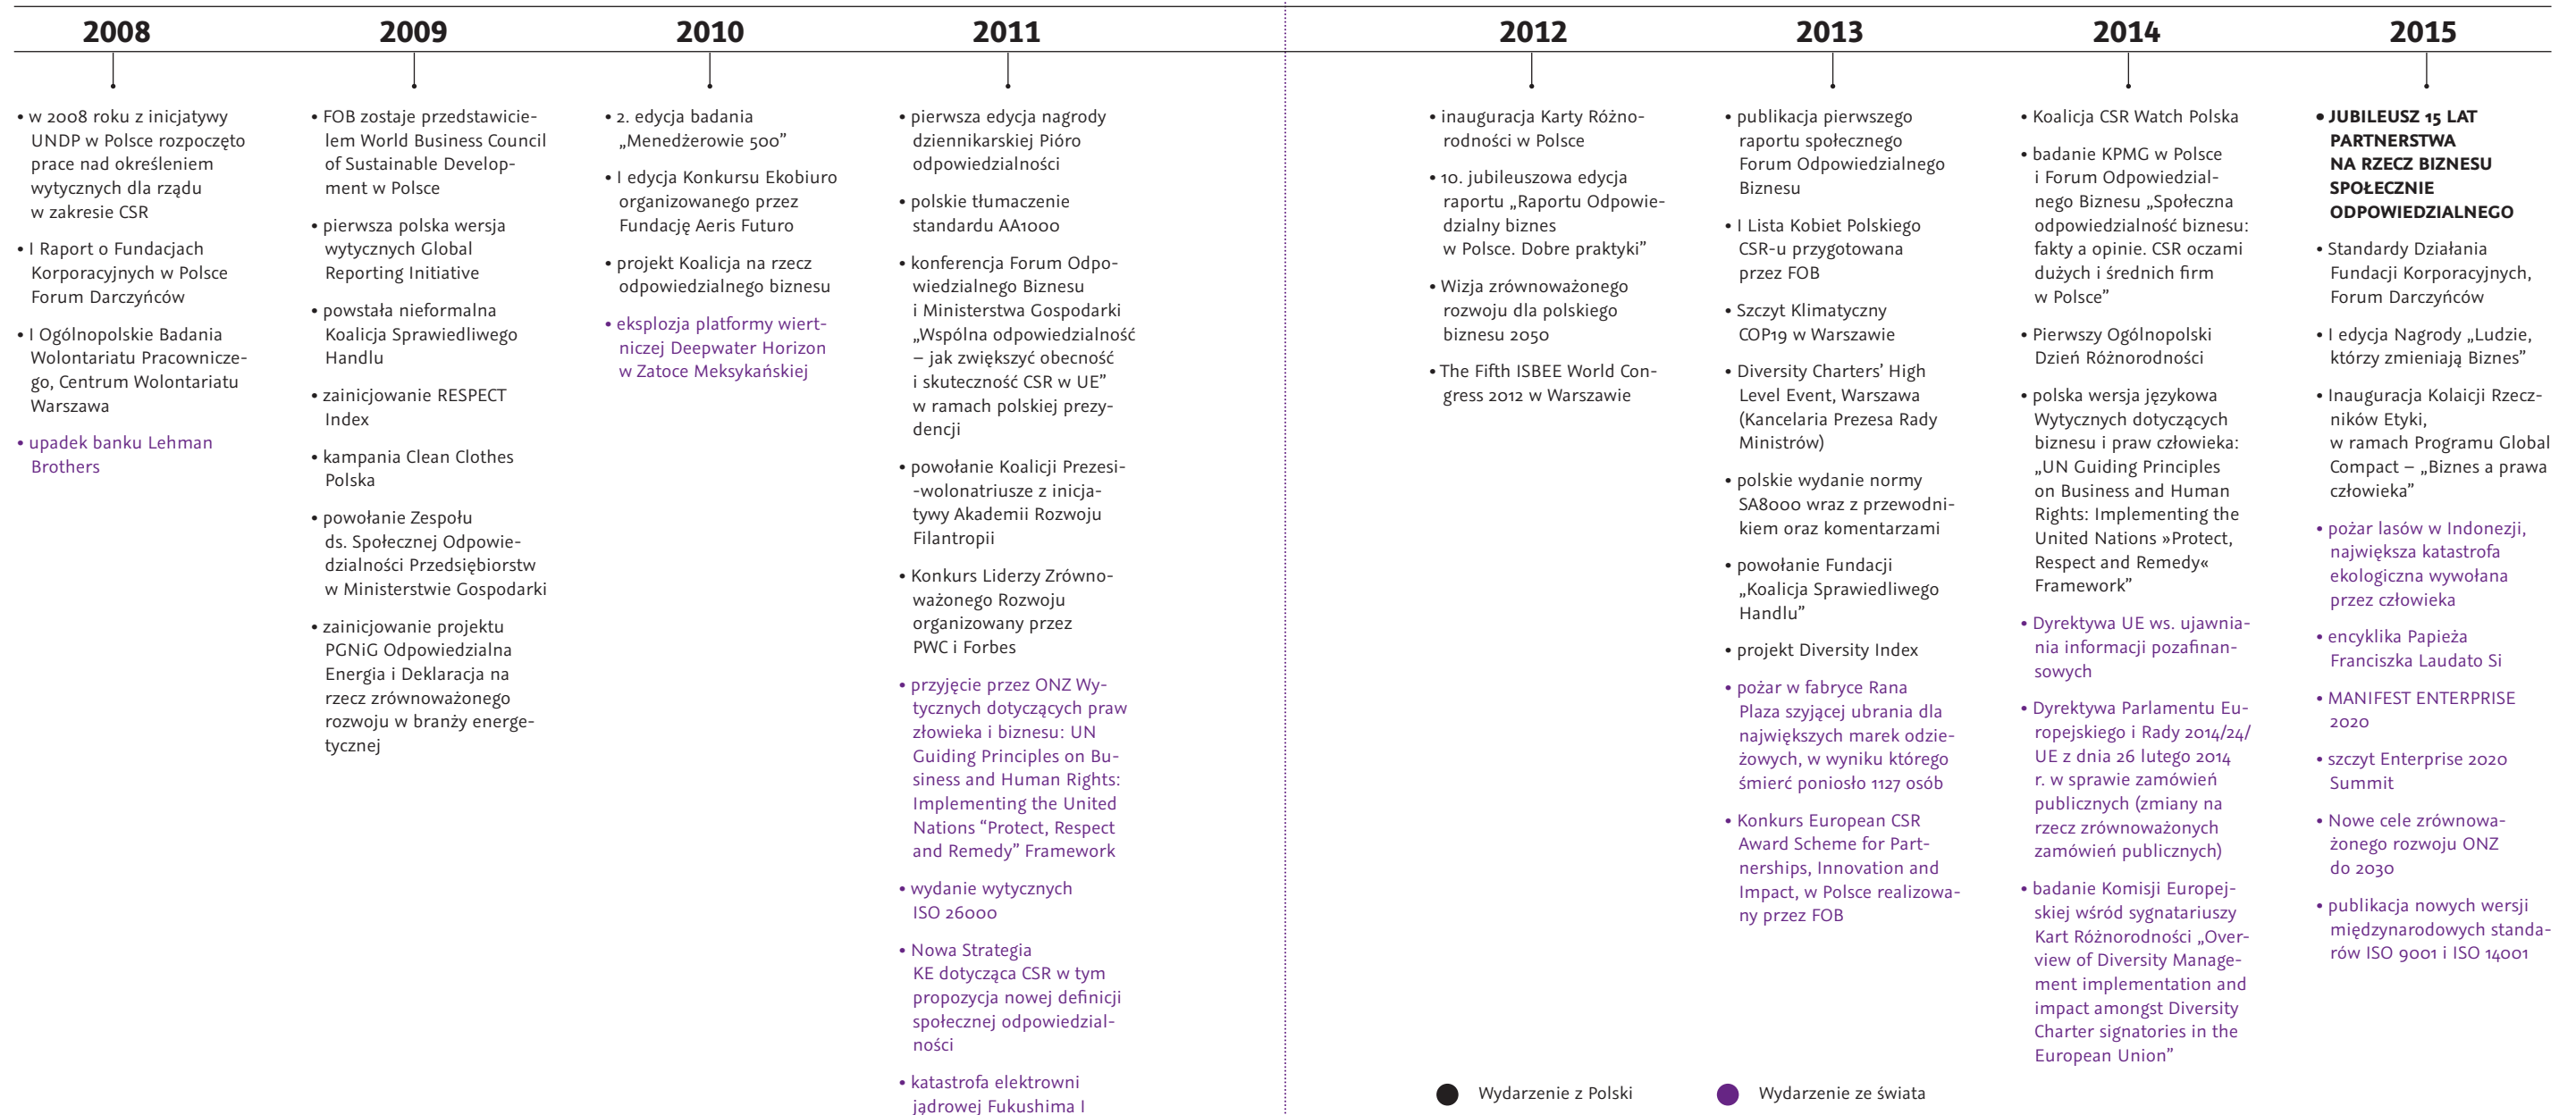 2008
• w 2008 roku z inicjatywy
UNDP w Polsce rozpoczęto
prace nad określeniem
wytycznych dla rządu
w zakresie CSR
• I Raport o Fundacjach
Korporacyjnych w Polsce
Forum Darczyńców
• I Ogólnopolskie Badania
Wolontariatu Pracownicze-
go, Centrum Wolontariatu
Warszawa
• upadek banku Lehman
Brothers
2009
• FOB zostaje przedstawicie-
lem World Business Council
of Sustainable Develop-
ment w Polsce
• pierwsza polska wersja
wytycznych Global
Reporting Initiative
• powstała nieformalna
Koalicja Sprawiedliwego
Handlu
• zainicjowanie RESPECT
Index
• kampania Clean Clothes
Polska
• powołanie Zespołu
ds. Społecznej Odpowie-
dzialności Przedsiębiorstw
w Ministerstwie Gospodarki
• zainicjowanie projektu
PGNiG Odpowiedzialna
Energia i Deklaracja na
rzecz zrównoważonego
rozwoju w branży energe-
tycznej
2010
• 2. edycja badania
„Menedżerowie 500”
• I edycja Konkursu Ekobiuro
organizowanego przez
Fundację Aeris Futuro
• projekt Koalicja na rzecz
odpowiedzialnego biznesu
• eksplozja platformy wiert-
niczej Deepwater Horizon
w Zatoce Meksykańskiej
2011
• pierwsza edycja nagrody
dziennikarskiej Pióro
odpowiedzialności
• polskie tłumaczenie
standardu AA1000
• konferencja Forum Odpo-
wiedzialnego Biznesu
i Ministerstwa Gospodarki
„Wspólna odpowiedzialność
– jak zwiększyć obecność
i skuteczność CSR w UE”
w ramach polskiej prezy-
dencji
• powołanie Koalicji Prezesi-
-wolonatriusze z inicja-
tywy Akademii Rozwoju
Filantropii
• Konkurs Liderzy Zrówno-
ważonego Rozwoju
organizowany przez
PWC i Forbes
• przyjęcie przez ONZ Wy-
tycznych dotyczących praw
złowieka i biznesu: UN
Guiding Principles on Bu-
siness and Human Rights:
Implementing the United
Nations “Protect, Respect
and Remedy” Framework
• wydanie wytycznych
ISO 26000
• Nowa Strategia
KE dotycząca CSR w tym
propozycja nowej definicji
społecznej odpowiedzial-
ności
• katastrofa elektrowni
jądrowej Fukushima I
2012
• inauguracja Karty Różno-
rodności w Polsce
• 10. jubileuszowa edycja
raportu „Raportu Odpowie-
dzialny biznes
w Polsce. Dobre praktyki”
• Wizja zrównoważonego
rozwoju dla polskiego
biznesu 2050
• The Fifth ISBEE World Con-
gress 2012 w Warszawie
2013
• publikacja pierwszego
raportu społecznego
Forum Odpowiedzialnego
Biznesu
• I Lista Kobiet Polskiego
CSR-u przygotowana
przez FOB
• Szczyt Klimatyczny
COP19 w Warszawie
• Diversity Charters’ High
Level Event, Warszawa
(Kancelaria Prezesa Rady
Ministrów)
• polskie wydanie normy
SA8000 wraz z przewodni-
kiem oraz komentarzami
• powołanie Fundacji
„Koalicja Sprawiedliwego
Handlu”
• projekt Diversity Index
• pożar w fabryce Rana
Plaza szyjącej ubrania dla
największych marek odzie-
żowych, w wyniku którego
śmierć poniosło 1127 osób
• Konkurs European CSR
Award Scheme for Part-
nerships, Innovation and
Impact, w Polsce realizowa-
ny przez FOB
2014
• Koalicja CSR Watch Polska
• badanie KPMG w Polsce
i Forum Odpowiedzial-
nego Biznesu „Społeczna
odpowiedzialność biznesu:
fakty a opinie. CSR oczami
dużych i średnich firm
w Polsce”
• Pierwszy Ogólnopolski
Dzień Różnorodności
• polska wersja językowa
Wytycznych dotyczących
biznesu i praw człowieka:
„UN Guiding Principles
on Business and Human
Rights: Implementing the
United Nations »Protect,
Respect and Remedy«
Framework”
• Dyrektywa UE ws. ujawnia-
nia informacji pozafinan-
sowych
• Dyrektywa Parlamentu Eu-
ropejskiego i Rady 2014/24/
UE z dnia 26 lutego 2014
r. w sprawie zamówień
publicznych (zmiany na
rzecz zrównoważonych
zamówień publicznych)
• badanie Komisji Europej-
skiej wśród sygnatariuszy
Kart Różnorodności „Over-
view of Diversity Manage-
ment implementation and
impact amongst Diversity
Charter signatories in the
European Union”
2015
• JUBILEUSZ 15 LAT
PARTNERSTWA
NA RZECZ BIZNESU
SPOŁECZNIE
ODPOWIEDZIALNEGO
• Standardy Działania
Fundacji Korporacyjnych,
Forum Darczyńców
• I edycja Nagrody „Ludzie,
którzy zmieniają Biznes”
• Inauguracja Kolaicji Rzecz-
ników Etyki,
w ramach Programu Global
Compact – „Biznes a prawa
człowieka”
• pożar lasów w Indonezji,
największa katastrofa
ekologiczna wywołana
przez człowieka
• encyklika Papieża
Franciszka Laudato Si
• MANIFEST ENTERPRISE
2020
• szczyt Enterprise 2020
Summit
• Nowe cele zrównowa-
żonego rozwoju ONZ
do 2030
• publikacja nowych wersji
międzynarodowych standa-
rów ISO 9001 i ISO 14001
Wydarzenie z Polski
Wydarzenie ze świata